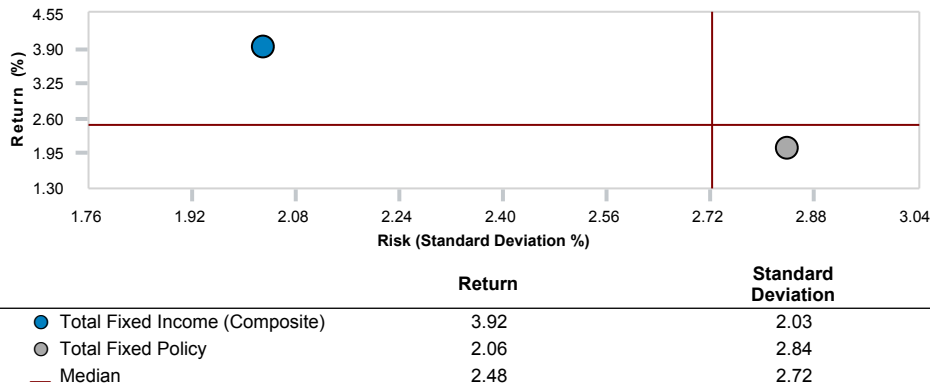 4.55
3.90
3.25
2.60
1.95
1.30
Return (%)
1.76 1.92 2.08 2.24 2.40 2.56 2.72 2.88 3.04
Risk (Standard Deviation %)
Return Standard Deviation
Total Fixed Income (Composite) 3.92 2.03
Total Fixed Policy 2.06 2.84
Median 2.48 2.72